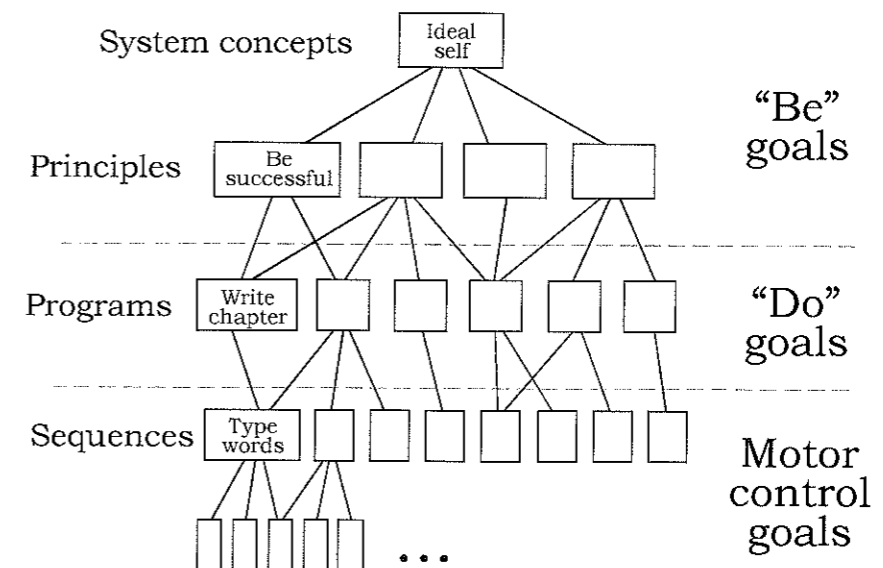 System concepts
Ideal
self
“Be”
goals
Principles
Be
successful
Programs
Write
chapter
“Do”
goals
Sequences
Type
words
Motor
control
goals
...